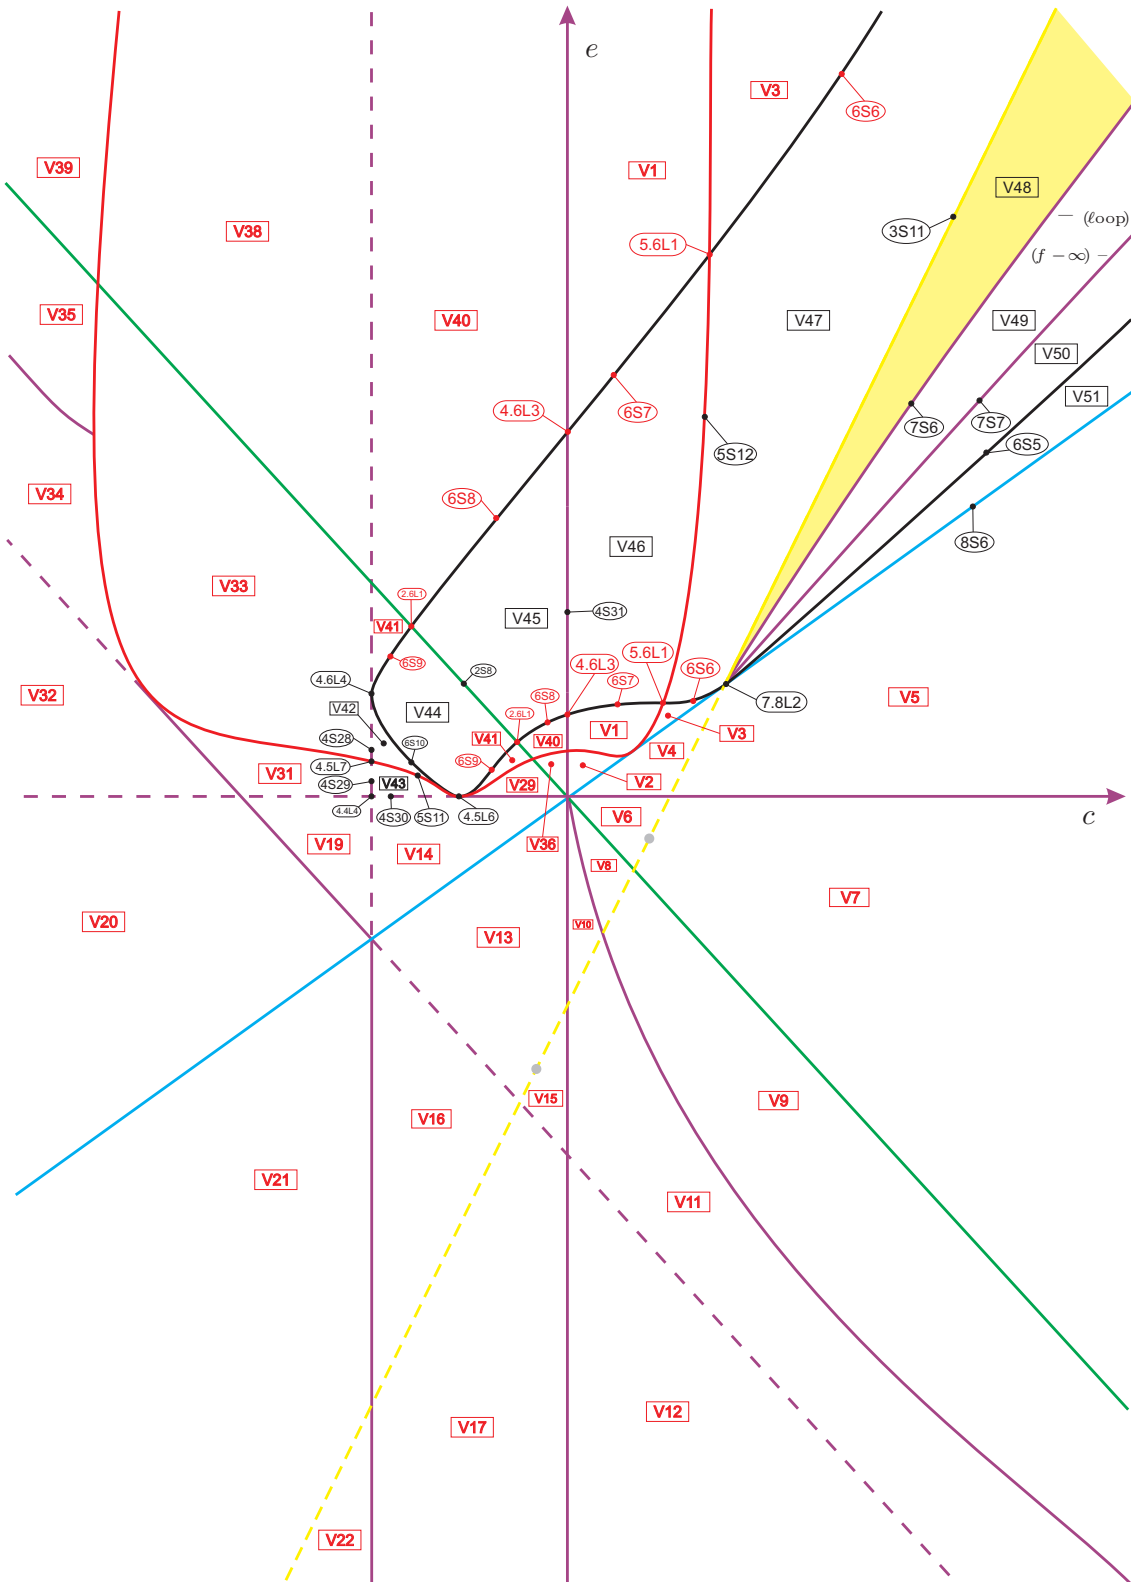 e
V3
6S6
V39
V1
V48
3S11
(ℓoop)
V38
5.6L1
(f − ∞)
V35
V40
V47
V49
V50
6S7
V51
4.6L3
7S6
7S7
5S12
6S5
V34
6S8
8S6
V46
V33
2.6L1
V41
V45
4S31
6S9
4.6L3
5.6L1
6S6
2S8
6S7
V32
4.6L4
7.8L2
V5
V42
V44
6S8
V1
V3
2.6L1
V41
V40
4S28
6S10
V4
4.5L7
6S9
V31
V29
V2
4S29
V43
4.4L4
4S30
5S11
4.5L6
V6
c
V19
V14
V36
V8
V7
V20
V13
V10
V15
V9
V16
V21
V11
V12
V17
V22